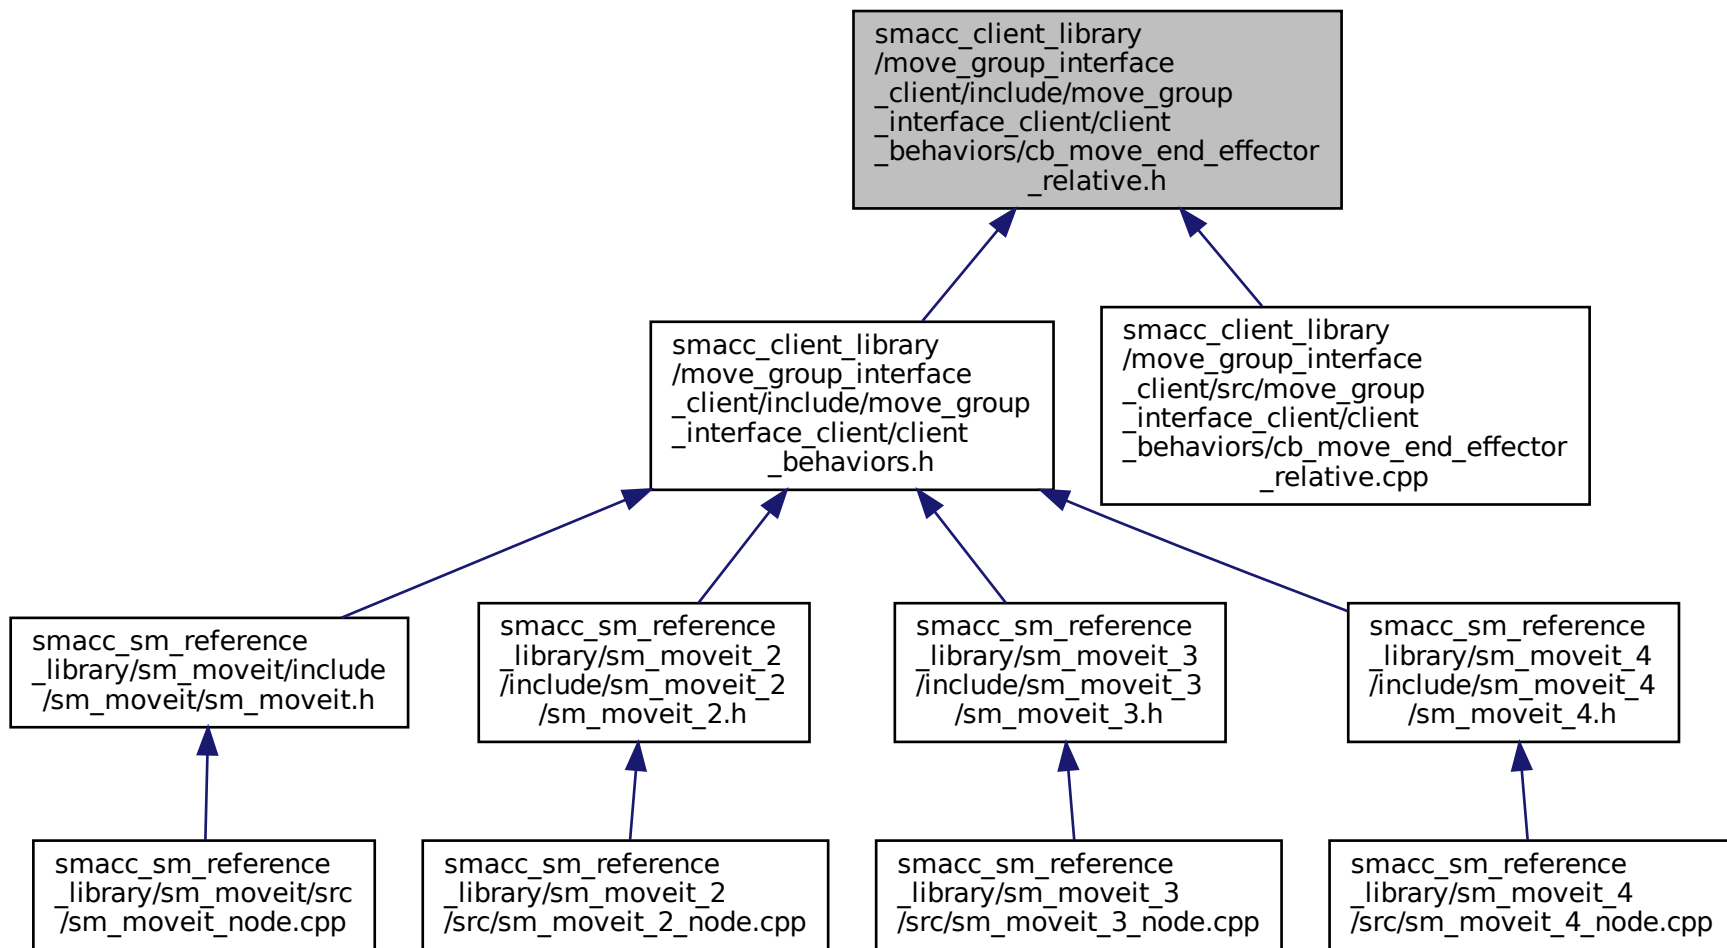 smacc_client_library
/move_group_interface
_client/include/move_group
_interface_client/client
_behaviors/cb_move_end_effector
_relative.h
smacc_client_library
/move_group_interface
_client/include/move_group
_interface_client/client
_behaviors.h
smacc_client_library
/move_group_interface
_client/src/move_group
_interface_client/client
_behaviors/cb_move_end_effector
_relative.cpp
smacc_sm_reference
_library/sm_moveit/include
/sm_moveit/sm_moveit.h
smacc_sm_reference
_library/sm_moveit_2
/include/sm_moveit_2
/sm_moveit_2.h
smacc_sm_reference
_library/sm_moveit_3
/include/sm_moveit_3
/sm_moveit_3.h
smacc_sm_reference
_library/sm_moveit_4
/include/sm_moveit_4
/sm_moveit_4.h
smacc_sm_reference
_library/sm_moveit/src
/sm_moveit_node.cpp
smacc_sm_reference
_library/sm_moveit_2
/src/sm_moveit_2_node.cpp
smacc_sm_reference
_library/sm_moveit_3
/src/sm_moveit_3_node.cpp
smacc_sm_reference
_library/sm_moveit_4
/src/sm_moveit_4_node.cpp